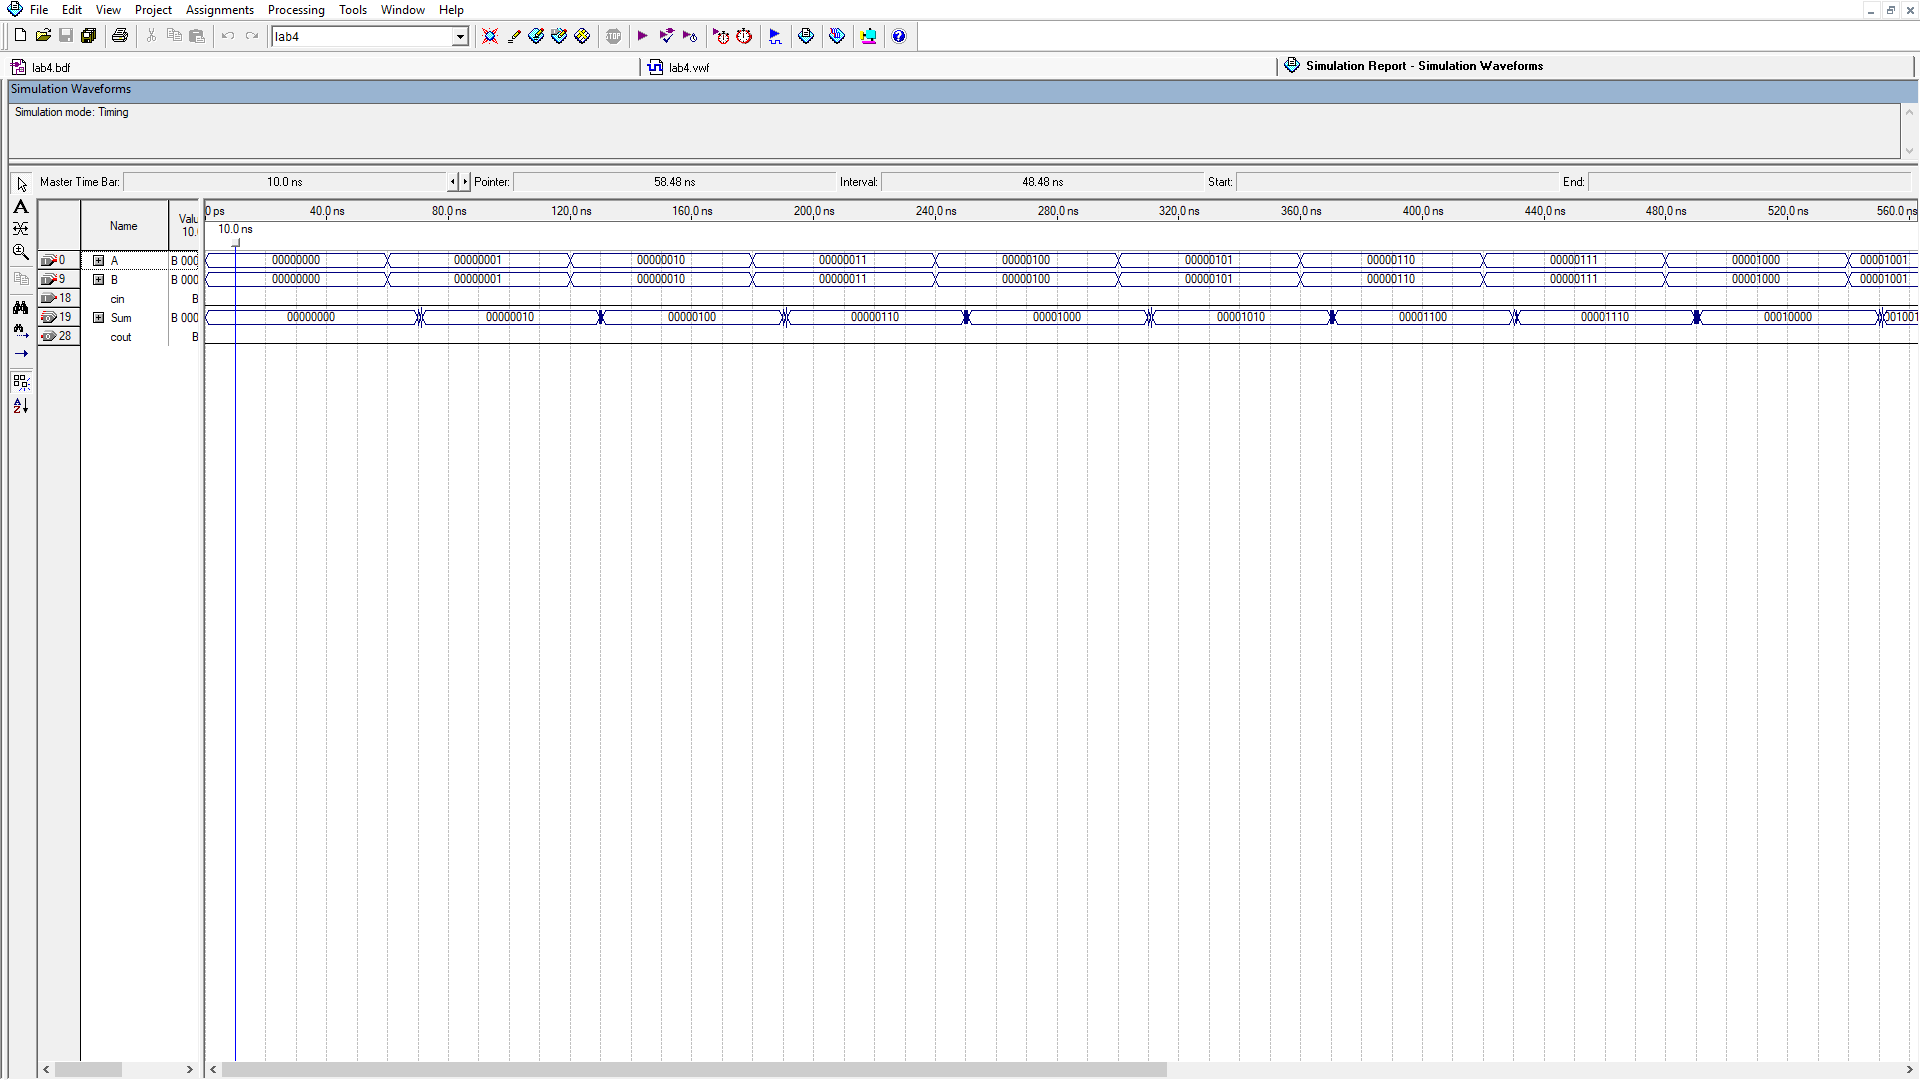 File Edit View Project Assignments Processing Tools Window Help
lab4
lab4.bdf lab4.vwf Simulation Report - Simulation Waveforms
Simulation Waveforms
Simulation mode: Timing
Master Time Bar: 10.0 ns Pointer: 58.48 ns Interval: 48.48 ns Start: End:
Name Valu 10.
0 ps 40.0 ns 80.0 ns 120.0 ns 160.0 ns 200.0 ns 240.0 ns 280.0 ns 320.0 ns 360.0 ns 400.0 ns 440.0 ns 480.0 ns 520.0 ns 560.0 ns
10.0 ns
0 A B 000 00000000 00000001 00000010 00000011 00000100 00000101 00000110 00000111 00001000 00001001
9 B B 000 00000000 00000001 00000010 00000011 00000100 00000101 00000110 00000111 00001000 00001001
18 cin B
19 Sum B 000 00000000 00000010 00000100 00000110 00001000 00001010 00001100 00001110 00010000 001001
28 cout B